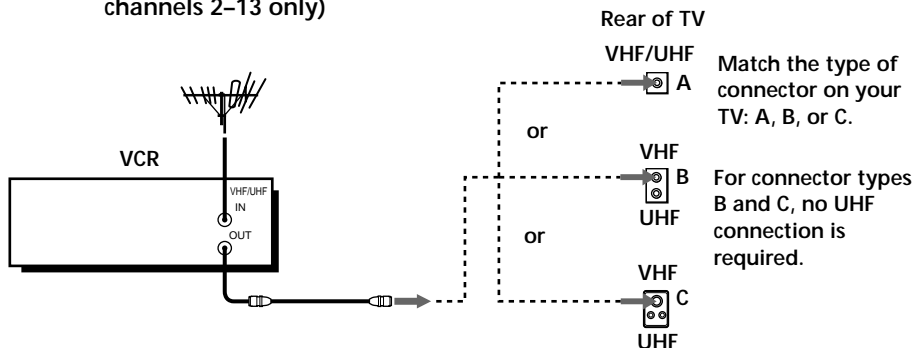 channels 2–13 only)
Rear of TV
VHF/UHF
A
Match the type of
connector on your
TV: A, B, or C.
or
VCR
VHF/UHF
IN
OUT
VHF
B
UHF
For connector types
B and C, no UHF
connection is
required.
or
VHF
C
UHF